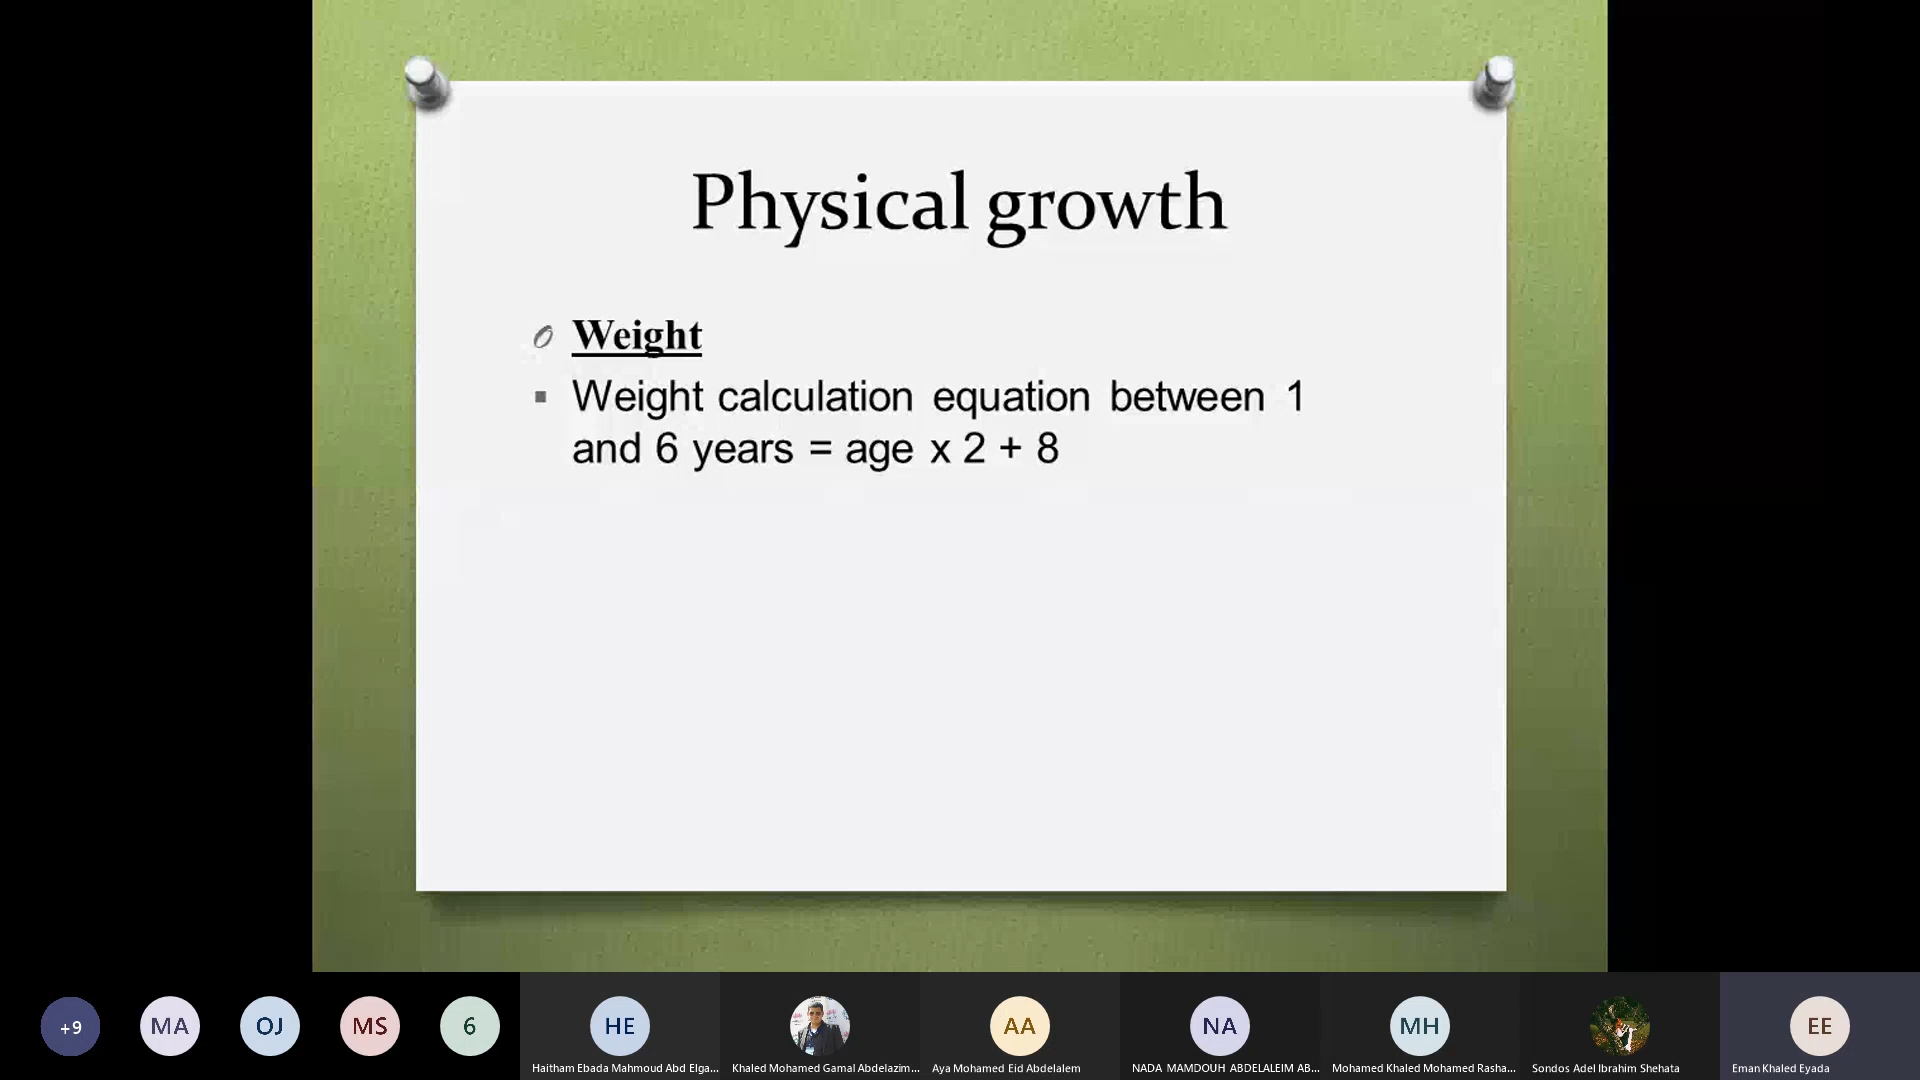 Physical growth
Weight
Weight calculation equation between 1
and 6 years = age x 2 + 8
+9
MA
OJ
MS
6
HE
AA
NA
MH
EE
Haitham Ebada Mahmoud Abd Elga...
Khaled Mohamed Gamal Abdelazim...
Aya Mohamed Eid Abdelalem
NADA MAMDOUH ABDELALEIM AB...
Mohamed Khaled Mohamed Rasha...
Sondos Adel Ibrahim Shehata
Eman Khaled Eyada